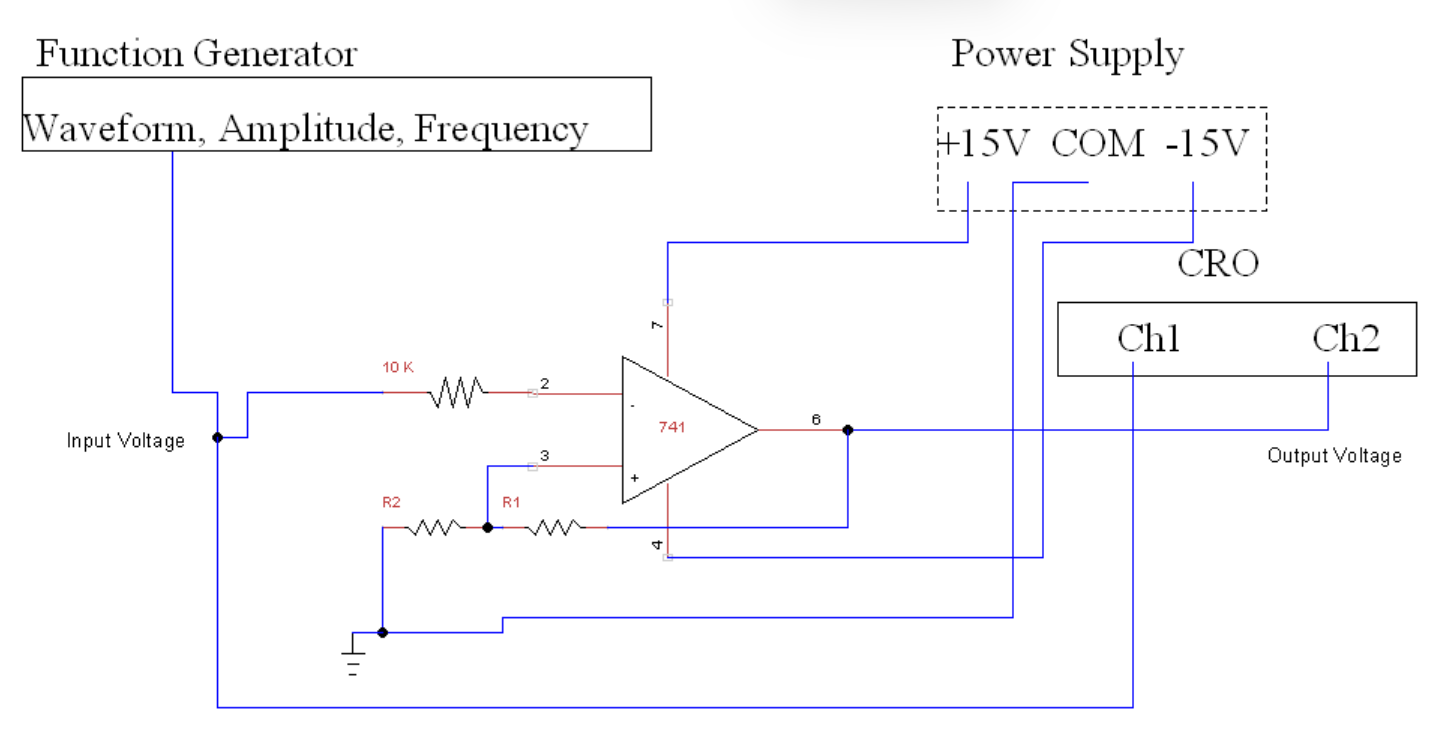 Function Generator
Waveform, Amplitude, Frequency
Power Supply
+15V COM -15V
CRO
Ch1 Ch2
7
10 K
2
-
741
6
Input Voltage
3
+
Output Voltage
R2 R1
4